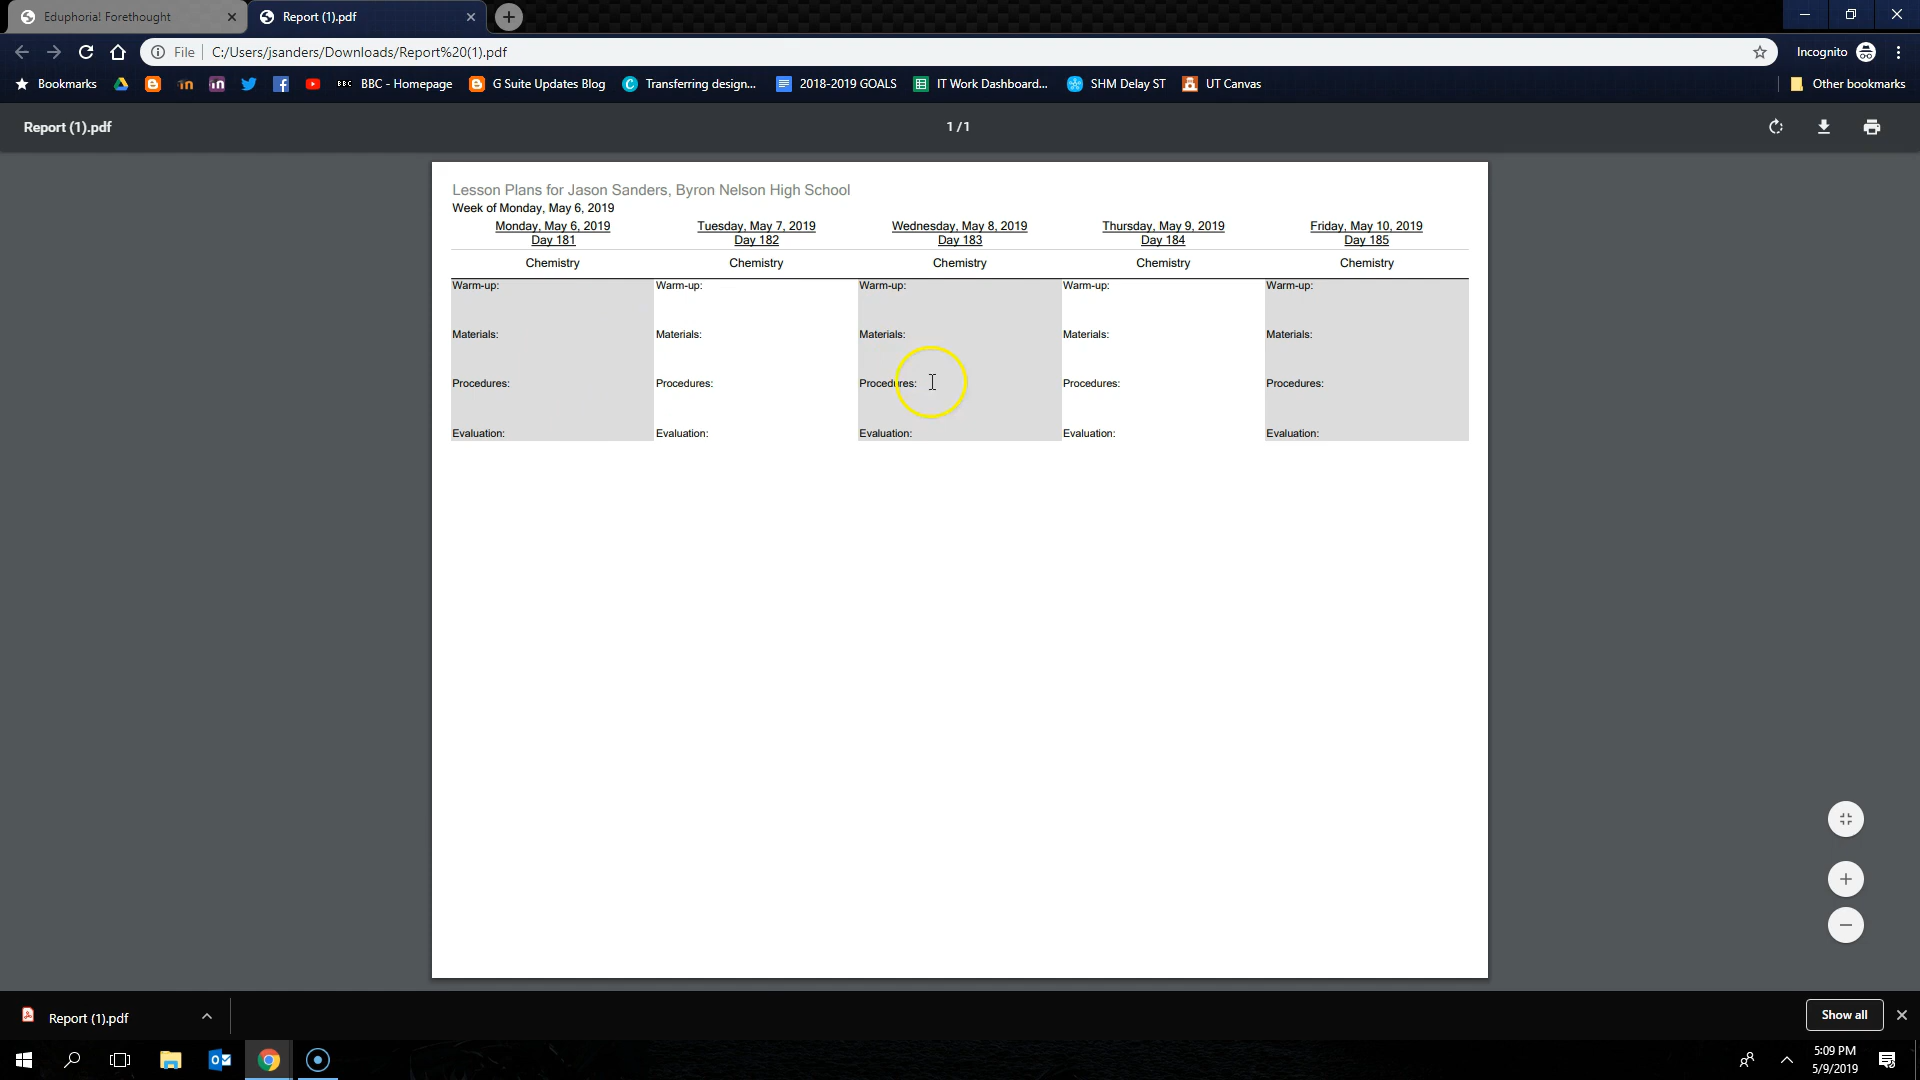 Eduphoria! Forethought
Report (1).pdf
File
C:/Users/jsanders/Downloads/Report%20(1).pdf
Incognito
Bookmarks
BBC - Homepage
G Suite Updates Blog
Transferring design...
2018-2019 GOALS
IT Work Dashboard...
SHM Delay ST
UT Canvas
Other bookmarks
Report (1).pdf
1 / 1
Lesson Plans for Jason Sanders, Byron Nelson High School
Week of Monday, May 6, 2019
Monday, May 6, 2019 Tuesday, May 7, 2019 Wednesday, May 8, 2019 Thursday, May 9, 2019 Friday, May 10, 2019
Day 181 Day 182 Day 183 Day 184 Day 185
Chemistry Chemistry Chemistry Chemistry Chemistry
Warm-up: Warm-up: Warm-up: Warm-up: Warm-up:
Materials: Materials: Materials: Materials: Materials:
Procedures: Procedures: Procedures: Procedures: Procedures:
Evaluation: Evaluation: Evaluation: Evaluation: Evaluation:
Report (1).pdf
Show all
5:09 PM
5/9/2019